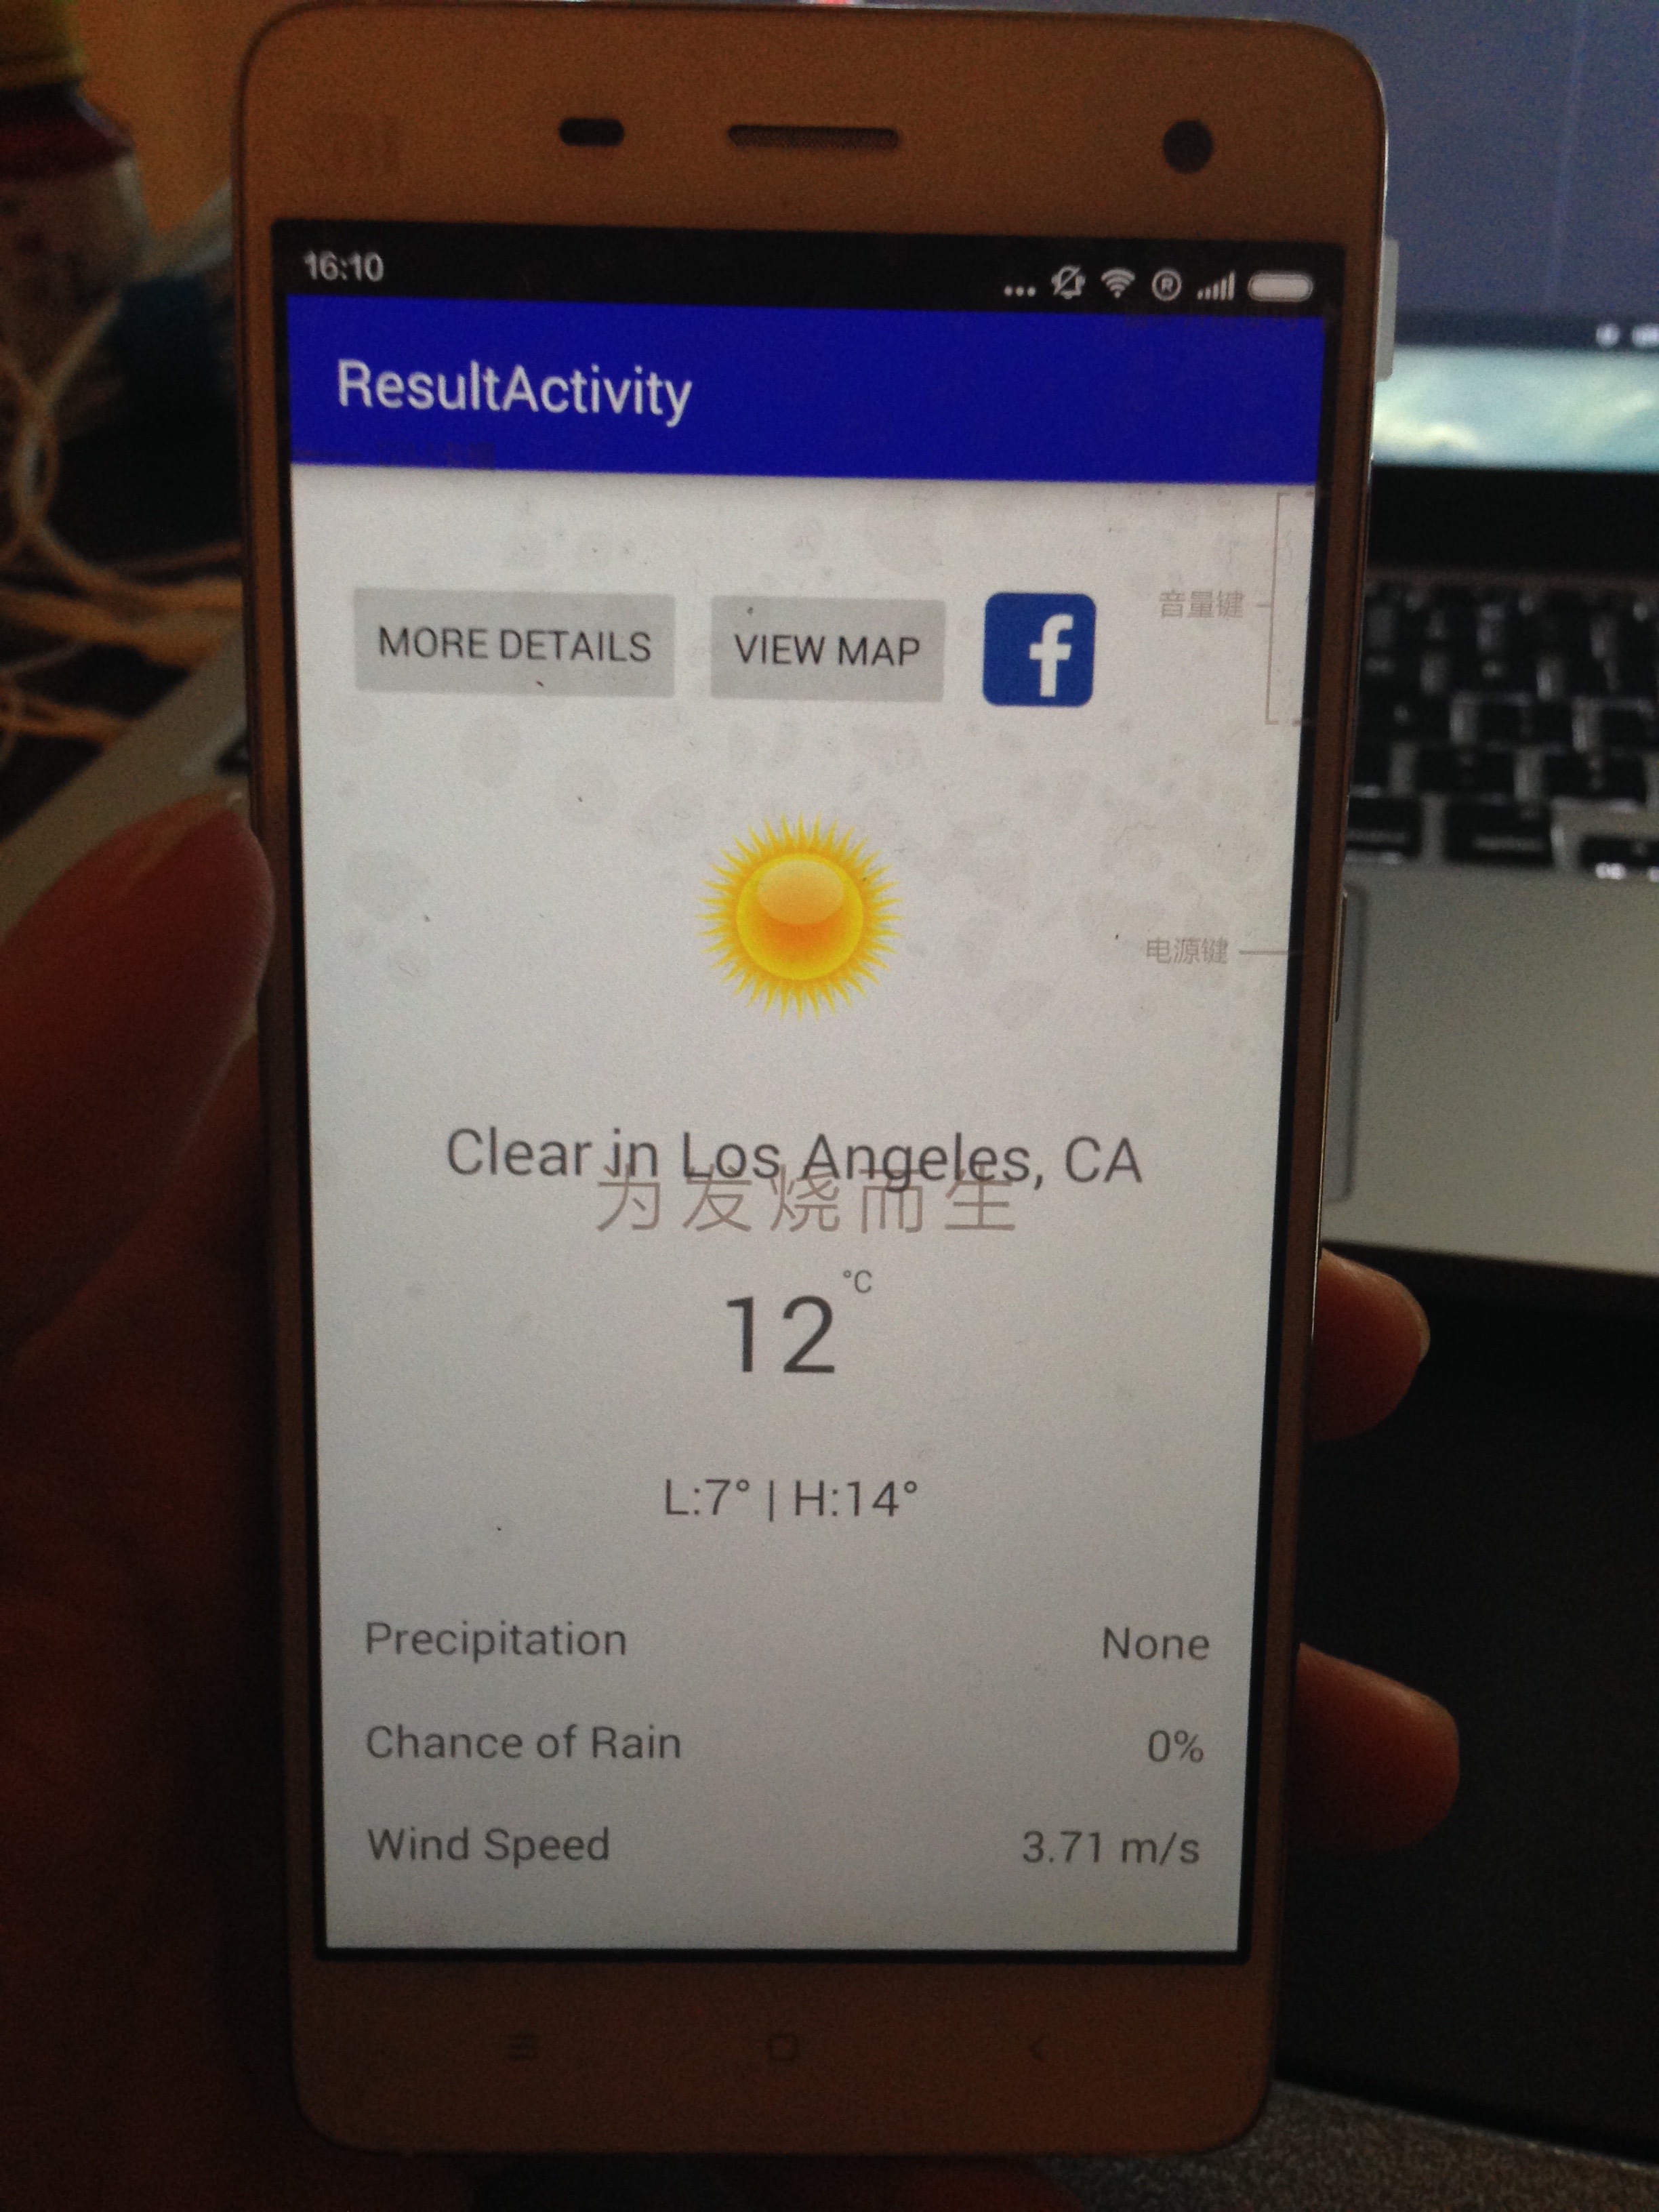 16:10
ResultActivity
MORE DETAILS VIEW MAP f
音量键
电源键
Clear in Los Angeles, CA
为发烧而生
12 °C
L:7° | H:14°
Precipitation None
Chance of Rain 0%
Wind Speed 3.71 m/s